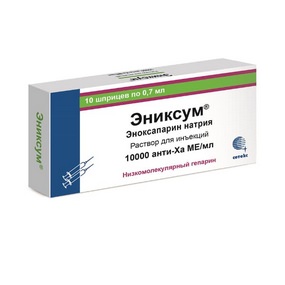 10 шприцев по 0,7 мл
Эниксум®
Эноксапарин натрия
Раствор для инъекций
10000 анти-Ха МЕ/мл
Низкомолекулярный гепарин